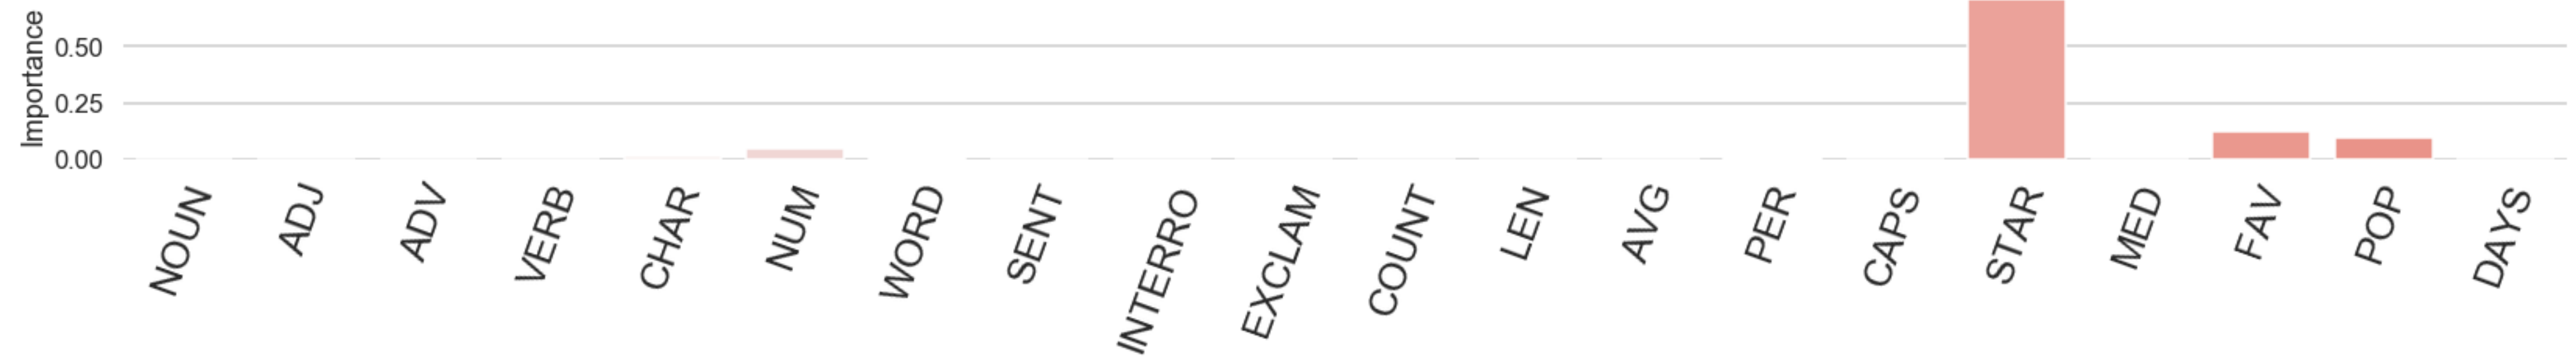 Importance
0.50
0.25
0.00
NOUN
ADJ
ADV
VERB
CHAR
NUM
WORD
SENT
INTERRO
EXCLAM
COUNT
LEN
AVG
PER
CAPS
STAR
MED
FAV
POP
DAYS